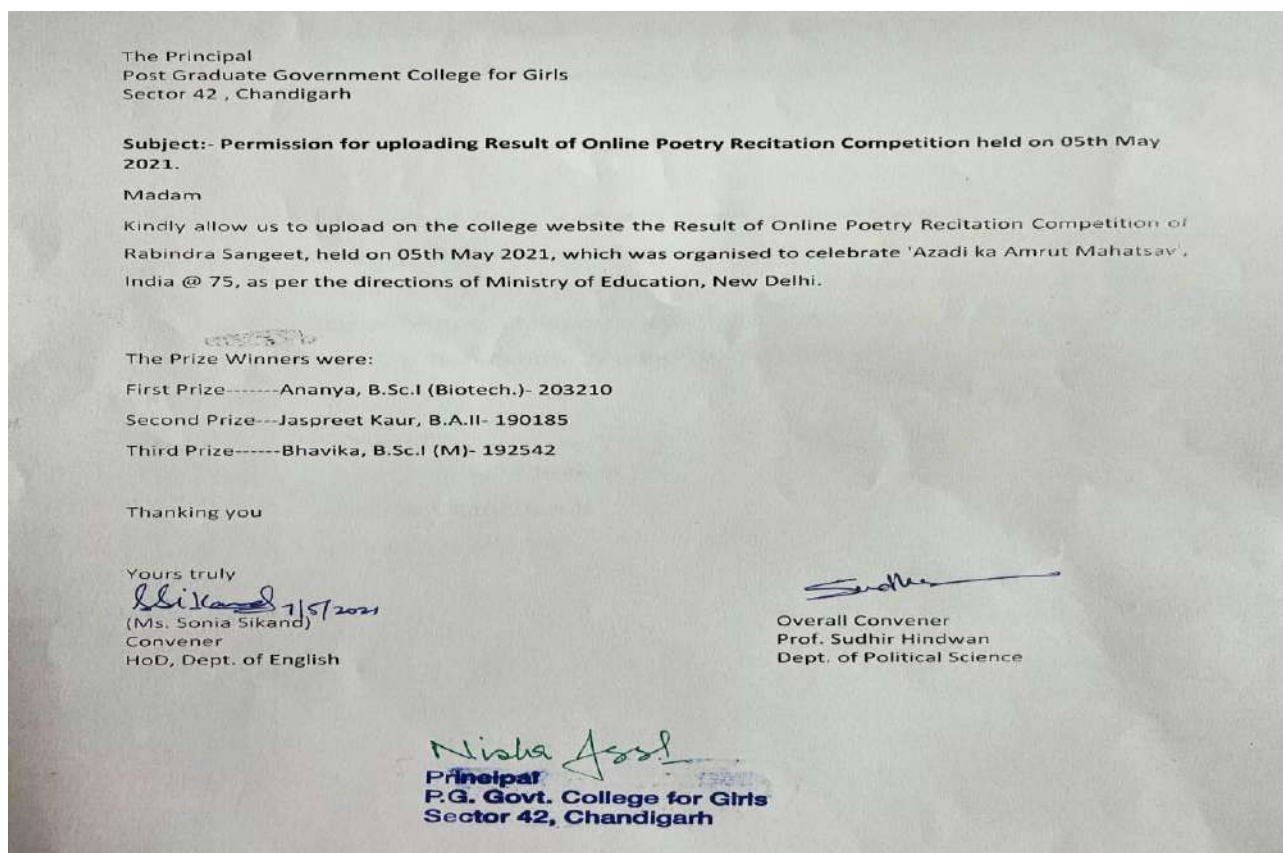 The Principal
Post Graduate Government College for Girls
Sector 42 , Chandigarh
Subject:- Permission for uploading Result of Online Poetry Recitation Competition held on 05th May
2021.
Madam
Kindly allow us to upload on the college website the Result of Online Poetry Recitation Competition of
Rabindra Sangeet, held on 05th May 2021, which was organised to celebrate 'Azadi ka Amrut Mahatsav',
India @ 75, as per the directions of Ministry of Education, New Delhi.
The Prize Winners were:
First Prize-------Ananya, B.Sc.I (Biotech.)- 203210
Second Prize---Jaspreet Kaur, B.A.II- 190185
Third Prize------Bhavika, B.Sc.I (M)- 192542
Thanking you
Yours truly
SSikand 7/5/2021
(Ms. Sonia Sikand)
Convener
HoD, Dept. of English
Sudhir
Overall Convener
Prof. Sudhir Hindwan
Dept. of Political Science
Nisha
Principal
P.G. Govt. College for Girls
Sector 42, Chandigarh